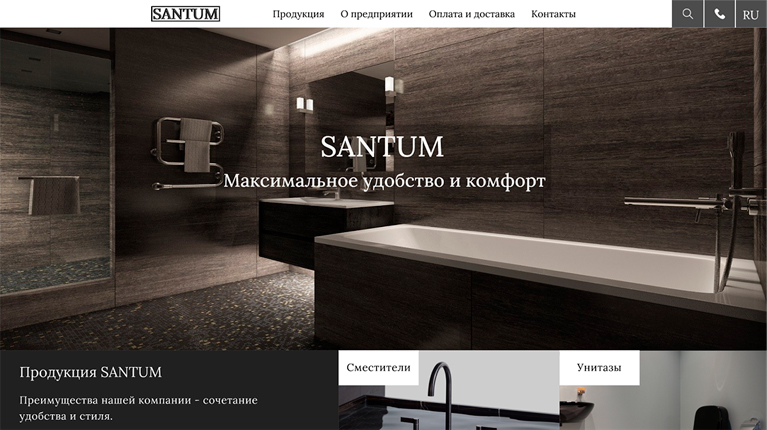 SANTUM
Продукция О предприятии Оплата и доставка Контакты
RU
SANTUM
Максимальное удобство и комфорт
Продукция SANTUM
Преимущества нашей компании - сочетание
удобства и стиля.
Сместители
Унитазы